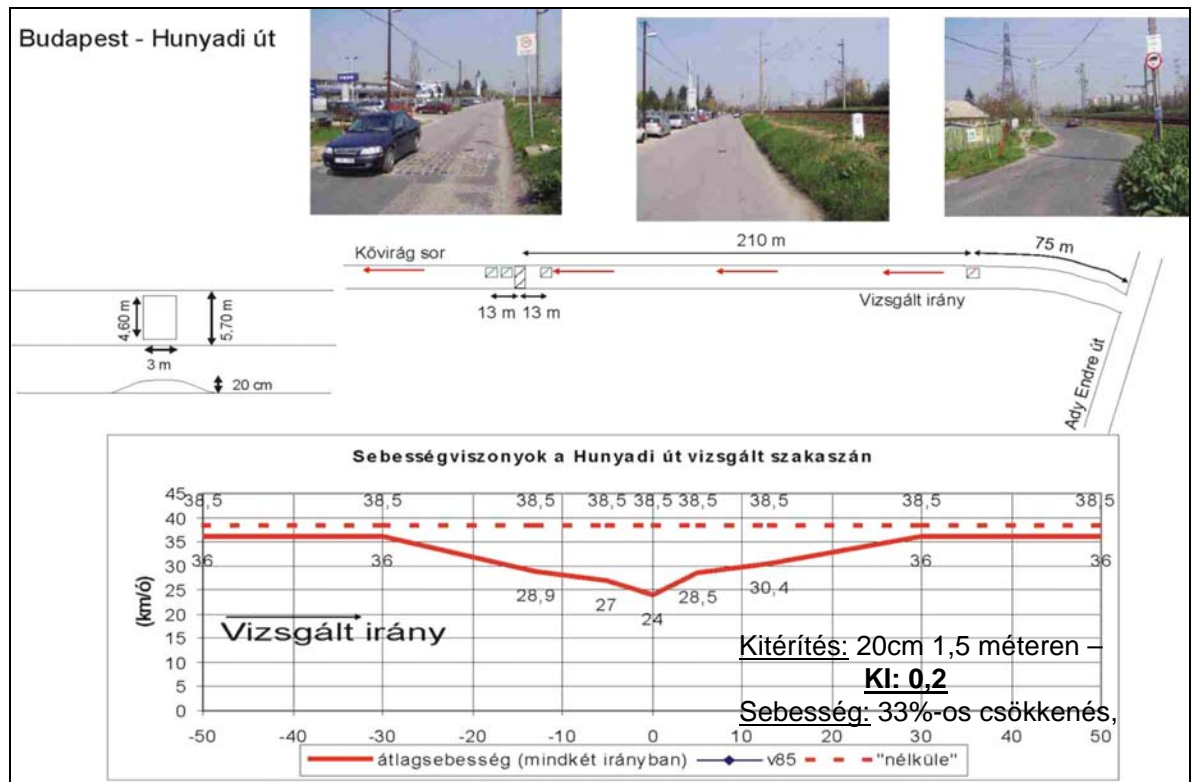 Budapest - Hunyadi út
210 m
75 m
Kővirág sor
Vizsgált irány
13 m 13 m
4,60 m
5,70 m
3 m
20 cm
Ady Endre út
Sebességviszonyok a Hunyadi út vizsgált szakaszán
(km/ó)
45
40
35
30
25
20
15
10
5
0
38,5 38,5 38,5 38,5 38,5 38,5 38,5 38,5 38,5
36 36 28,9 27 24 28,5 30,4 36 36
Vizsgált irány
Kitérítés: 20cm 1,5 méteren –
KI: 0,2
Sebesség: 33%-os csökkenés,
-50 -40 -30 -20 -10 0 10 20 30 40 50
átlagsebesség (mindkét irányban) v85 "nélküle"